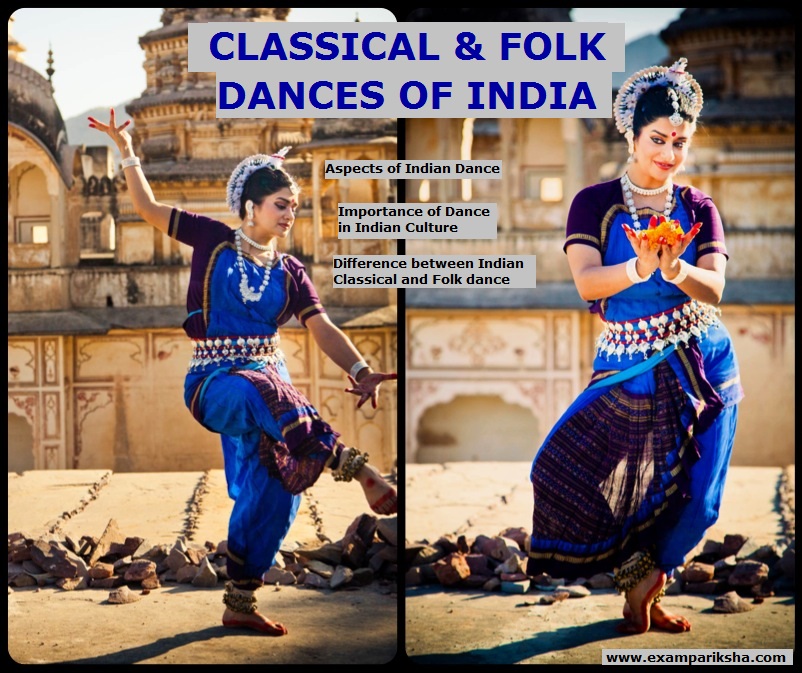 CLASSICAL & FOLK
DANCES OF INDIA
Aspects of Indian Dance
Importance of Dance
in Indian Culture
Difference between Indian
Classical and Folk dance
www.exampariksha.com